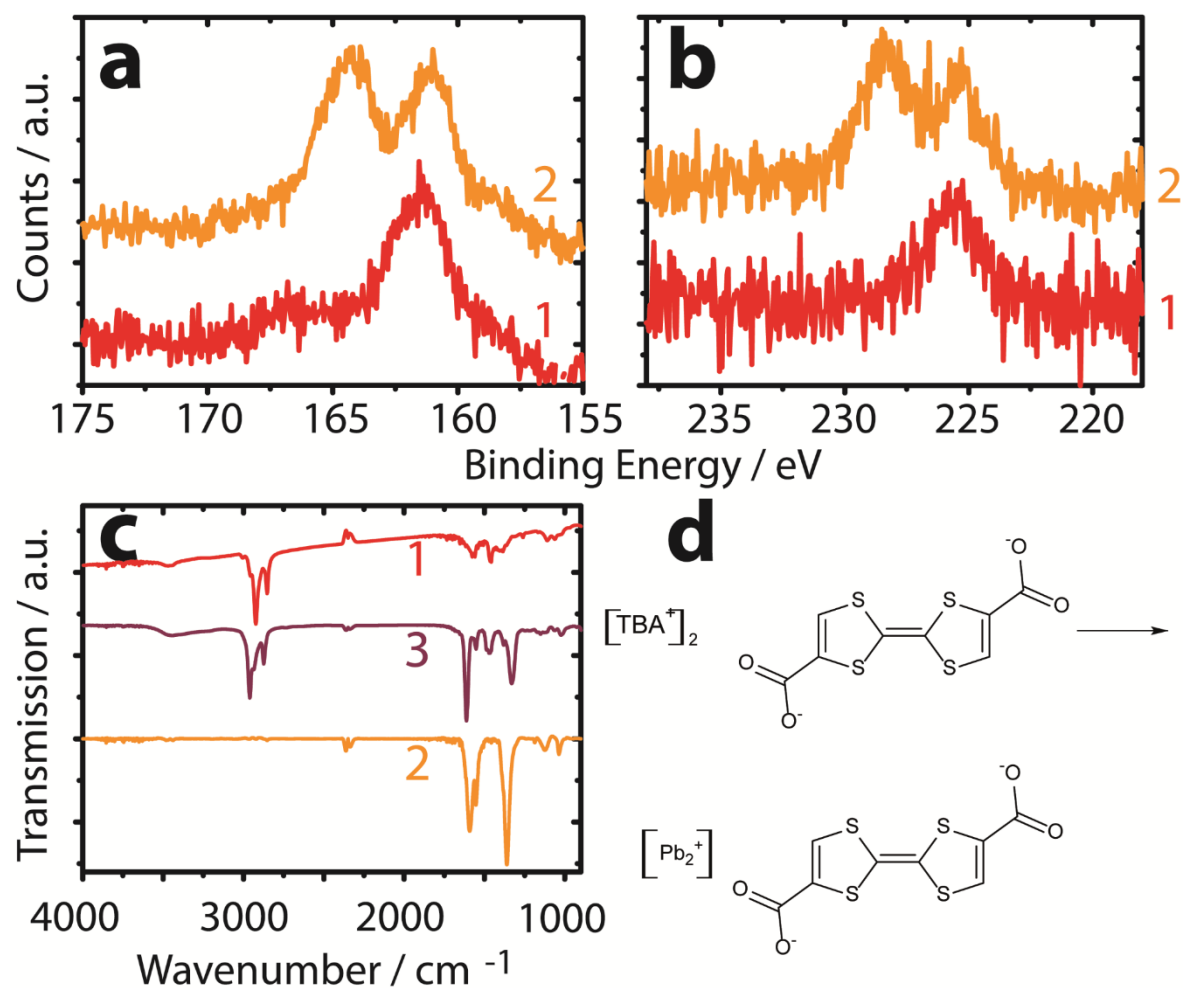 a
b
Counts / a.u.
2
1
2
1
175 170 165 160 155
235 230 225 220
Binding Energy / eV
c
1
3
2
Transmission / a.u.
4000 3000 2000 1000
Wavenumber / cm -1
d
[TBA+]2
-O
O
S
S
S
S
O
O-
[Pb2+]
-O
O
S
S
S
S
O
O-